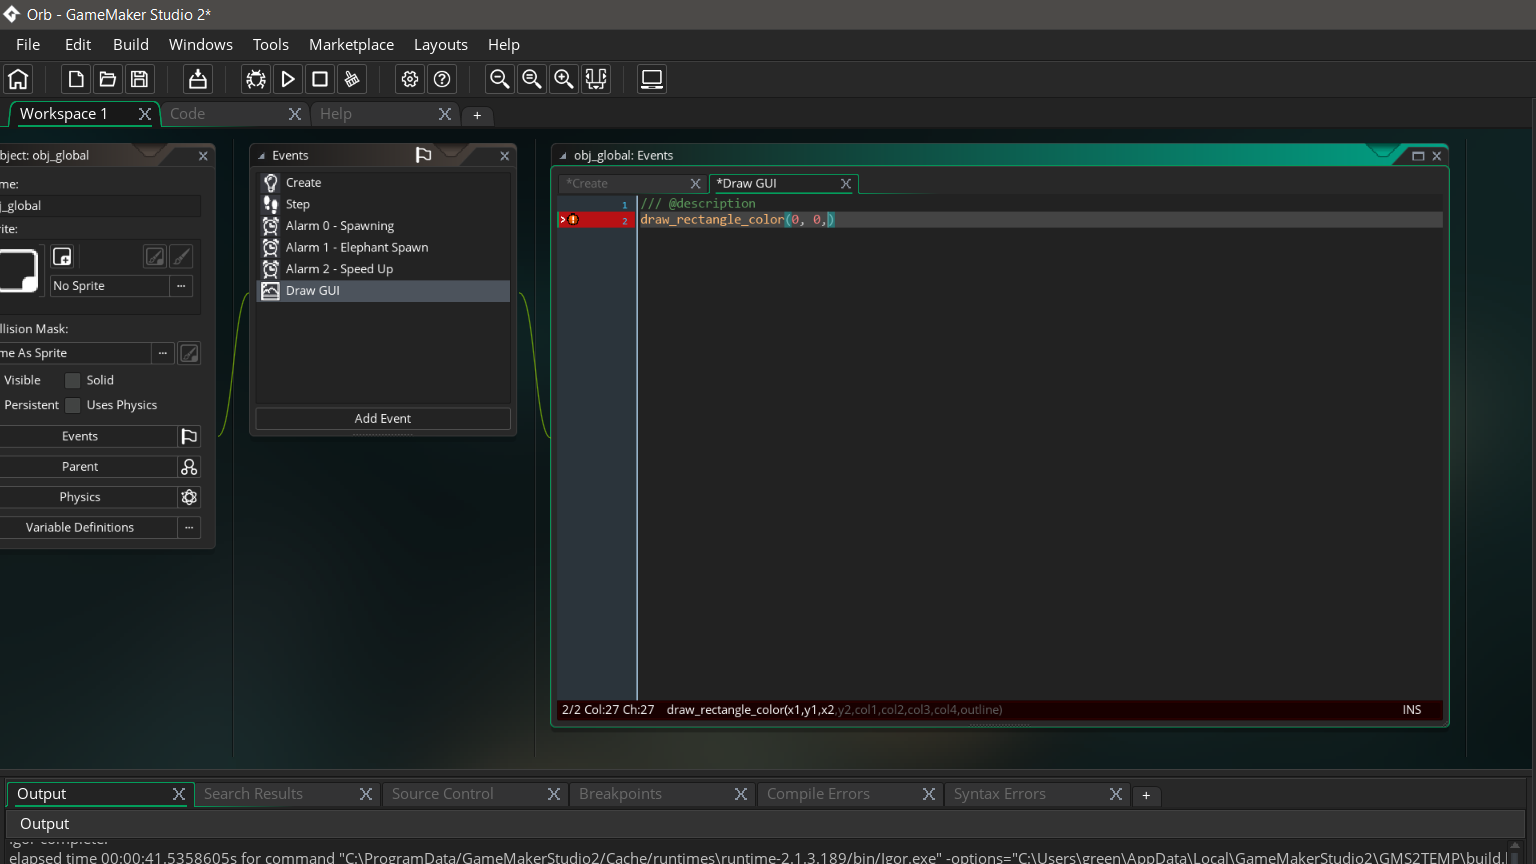 Orb - GameMaker Studio 2*
File Edit Build Windows Tools Marketplace Layouts Help
Workspace 1 Code Help +
bject: obj_global
me:
j_global
rite:
No Sprite ...
llision Mask:
me As Sprite ...
Visible Solid
Persistent Uses Physics
Events
Parent
Physics
Variable Definitions ...
Events
Create
Step
Alarm 0 - Spawning
Alarm 1 - Elephant Spawn
Alarm 2 - Speed Up
Draw GUI
Add Event
obj_global: Events
*Create *Draw GUI
1 /// @description
2 draw_rectangle_color(0, 0,)
2/2 Col:27 Ch:27 draw_rectangle_color(x1,y1,x2,y2,col1,col2,col3,col4,outline) INS
Output Search Results Source Control Breakpoints Compile Errors Syntax Errors +
Output
Igor complete.
elapsed time 00:00:41.5358605s for command "C:\ProgramData/GameMakerStudio2/Cache/runtimes\runtime-2.1.3.189/bin/Igor.exe" -options="C:\Users\green\AppData\Local\GameMakerStudio2\GMS2TEMP\build.